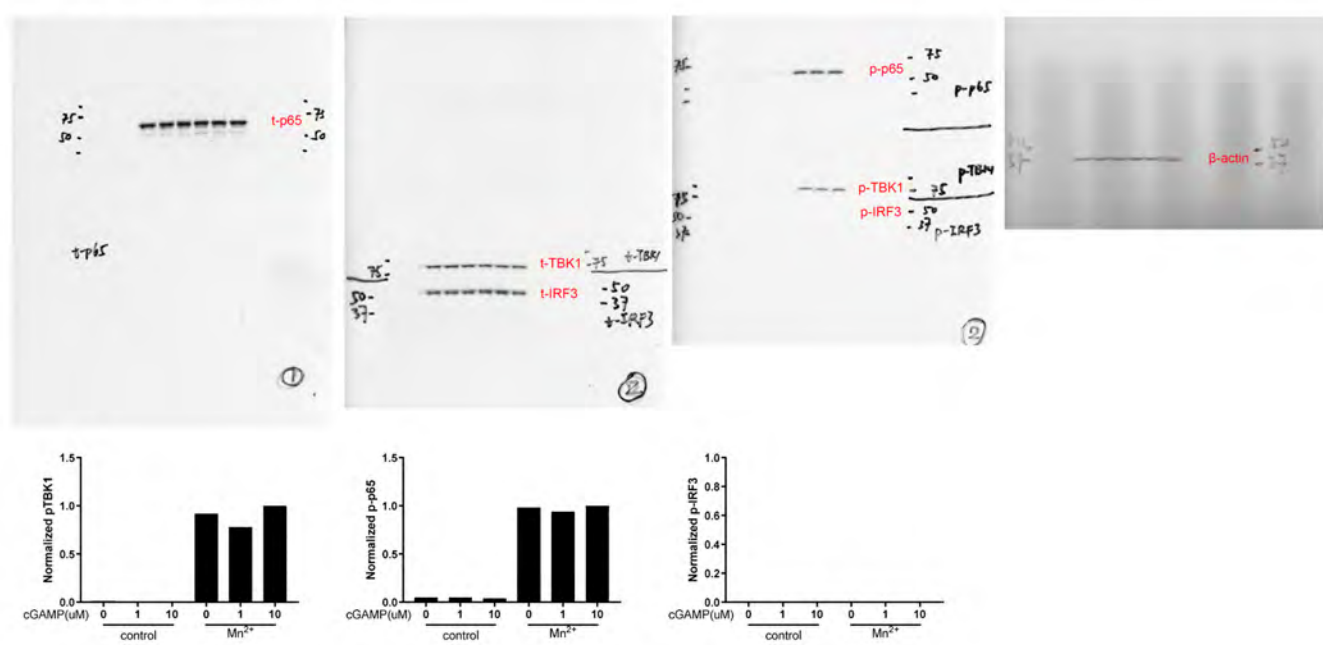 75-
50-
t-p65
-75
-50
t-p65
①
75-
t-TBK1
-75 t-TBK1
50-
37-
t-IRF3
-50
-37
t-IRF3
②
75-
p-p65
- 75
- 50
p-p65
p-TBK1
75-
50-
37-
p-TBK1
- 75
p-IRF3
- 50
- 37 p-IRF3
②
37-
β-actin
37
Normalized pTBK1
1.5
1.0
0.5
0.0
cGAMP(uM) 0 1 10 0 1 10
control Mn2+
Normalized p-p65
1.5
1.0
0.5
0.0
cGAMP(uM) 0 1 10 0 1 10
control Mn2+
Normalized p-IRF3
1.0
0.8
0.6
0.4
0.2
0.0
cGAMP(uM) 0 1 10 0 1 10
control Mn2+